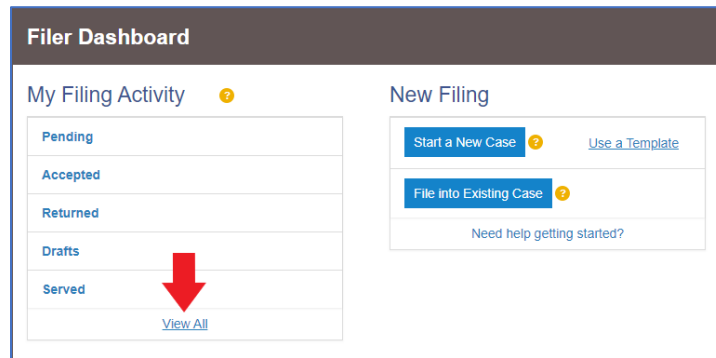 Filer Dashboard
My Filing Activity ?
Pending
Accepted
Returned
Drafts
Served
View All
New Filing
Start a New Case ? Use a Template
File into Existing Case ?
Need help getting started?